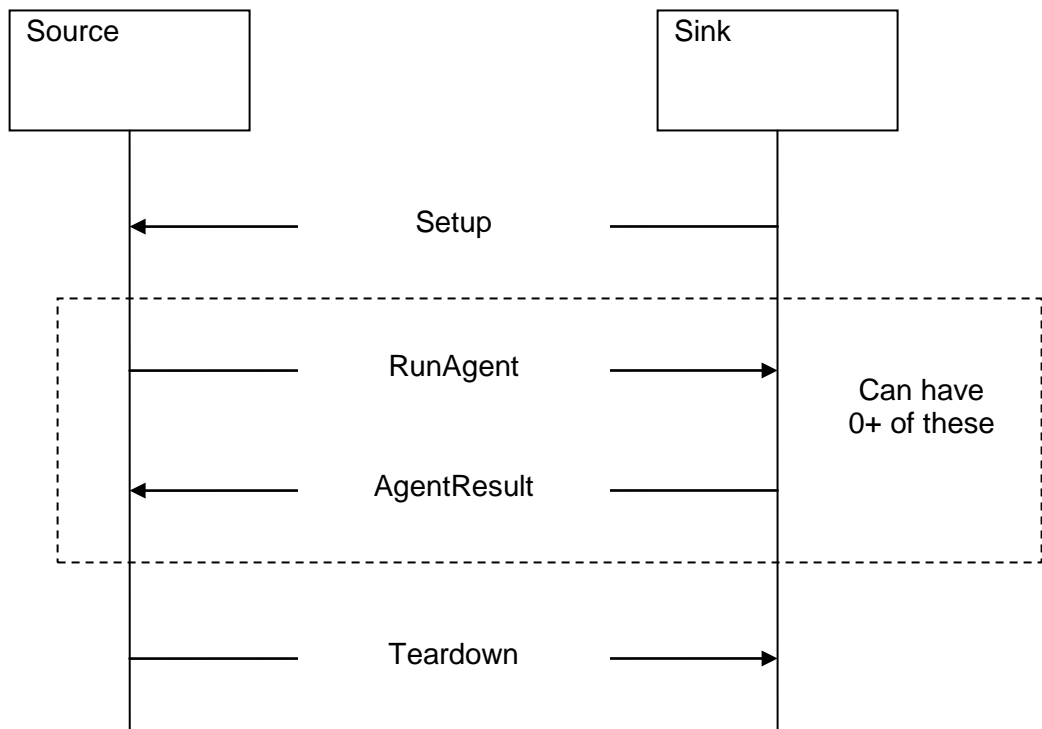 Source
Sink
Setup
RunAgent
Can have
0+ of these
AgentResult
Teardown